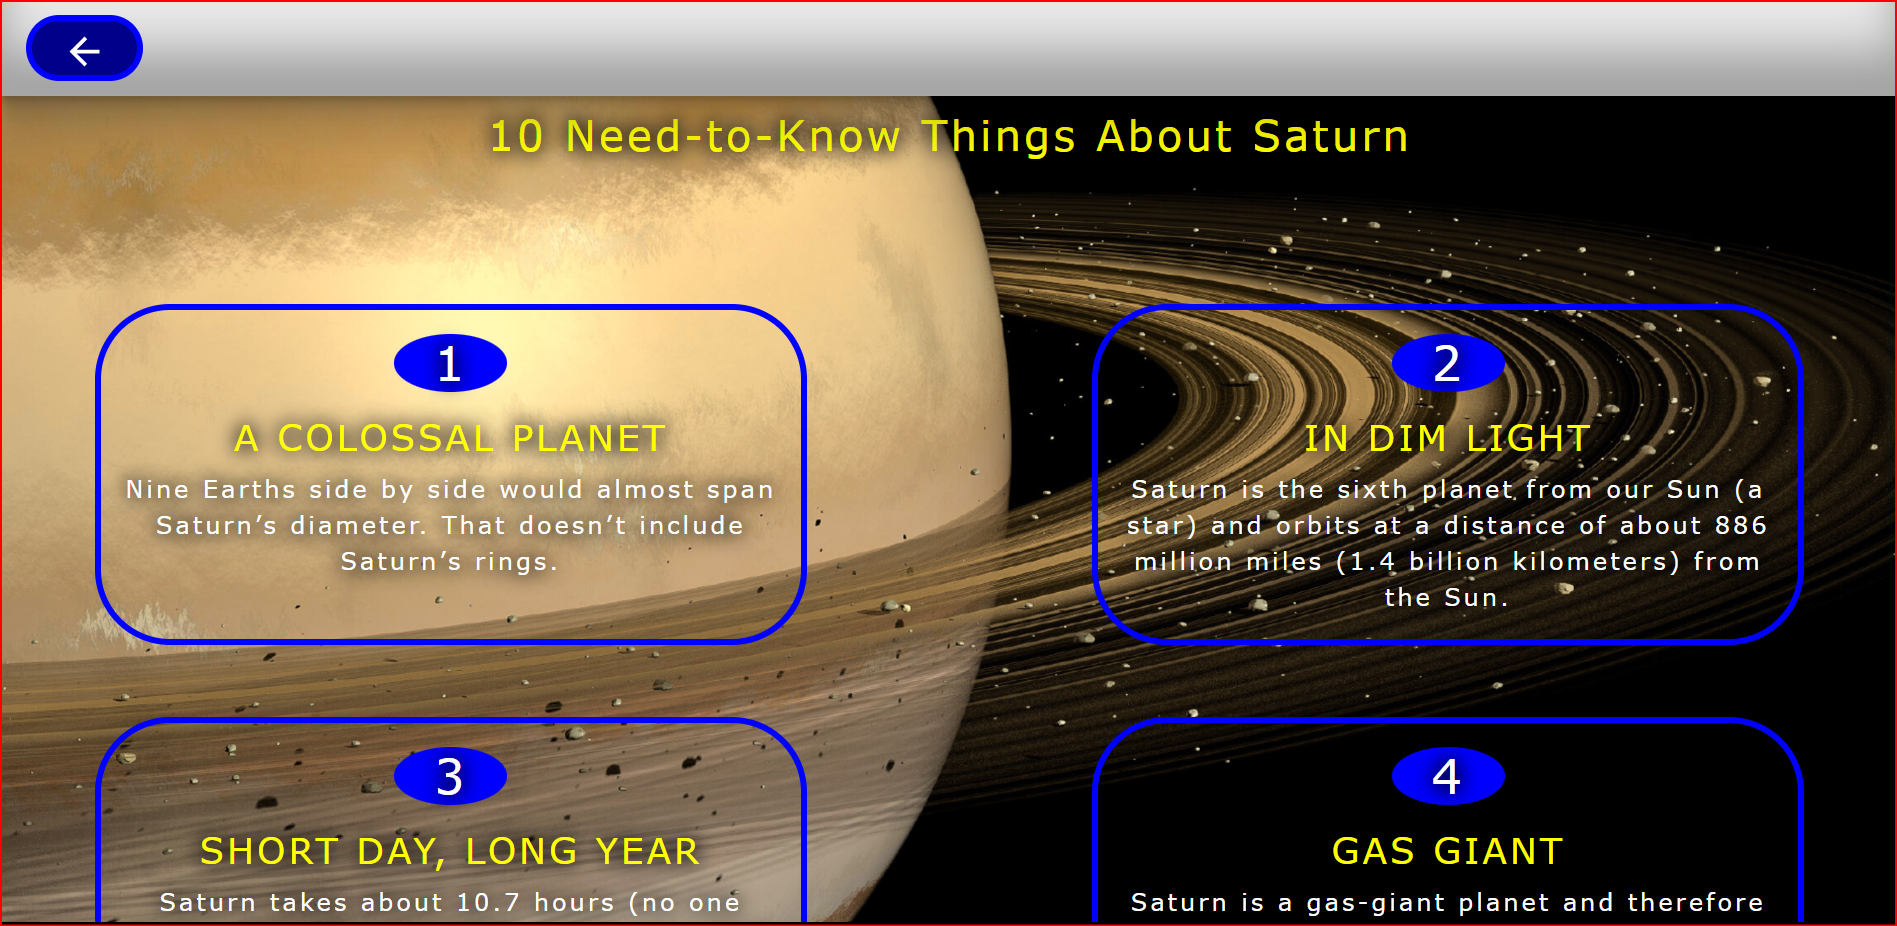 10 Need-to-Know Things About Saturn
1
A COLOSSAL PLANET
Nine Earths side by side would almost span
Saturn’s diameter. That doesn’t include
Saturn’s rings.
2
IN DIM LIGHT
Saturn is the sixth planet from our Sun (a
star) and orbits at a distance of about 886
million miles (1.4 billion kilometers) from
the Sun.
3
SHORT DAY, LONG YEAR
Saturn takes about 10.7 hours (no one
4
GAS GIANT
Saturn is a gas-giant planet and therefore